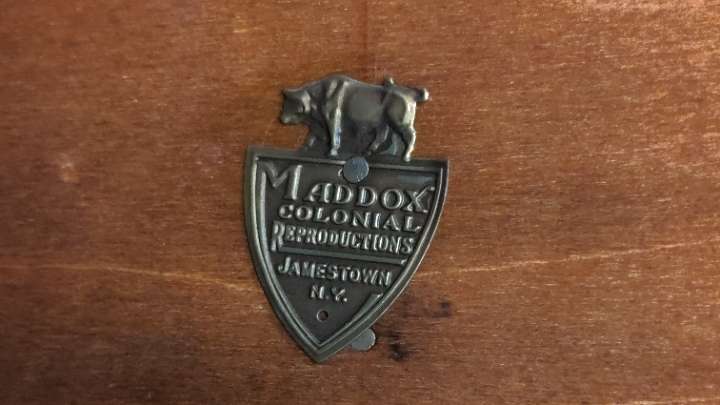 MADDOX
COLONIAL
REPRODUCTIONS
JAMESTOWN
N.Y.